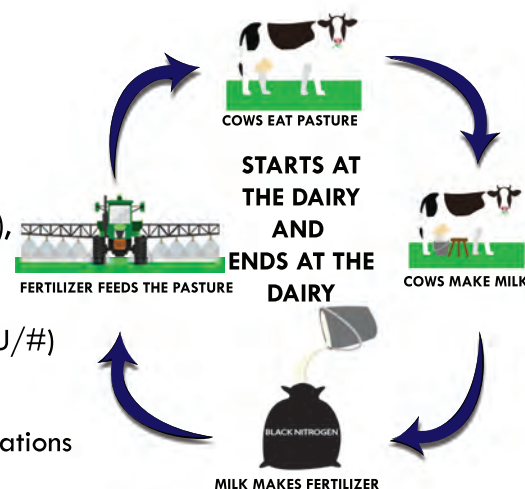 COWS EAT PASTURE
STARTS AT
THE DAIRY
AND
ENDS AT THE
DAIRY
),
FERTILIZER FEEDS THE PASTURE
COWS MAKE MILK
/#)
BLACK NITROGEN
ations
MILK MAKES FERTILIZER